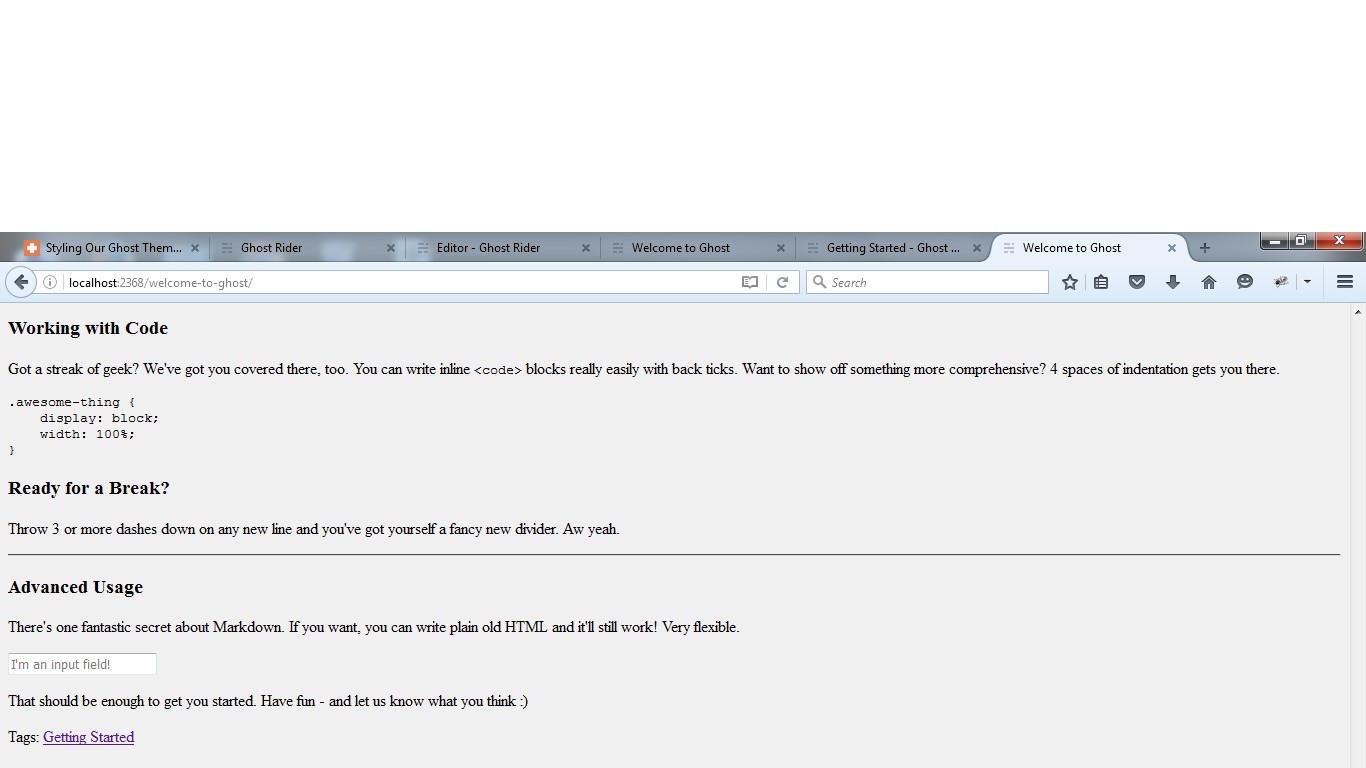 Styling Our Ghost Them...
Ghost Rider
Editor - Ghost Rider
Welcome to Ghost
Getting Started - Ghost ...
Welcome to Ghost
localhost:2368/welcome-to-ghost/
Search
Working with Code
Got a streak of geek? We've got you covered there, too. You can write inline <code> blocks really easily with back ticks. Want to show off something more comprehensive? 4 spaces of indentation gets you there.
.awesome-thing {
    display: block;
    width: 100%;
}
Ready for a Break?
Throw 3 or more dashes down on any new line and you've got yourself a fancy new divider. Aw yeah.
Advanced Usage
There's one fantastic secret about Markdown. If you want, you can write plain old HTML and it'll still work! Very flexible.
I'm an input field!
That should be enough to get you started. Have fun - and let us know what you think :)
Tags: Getting Started